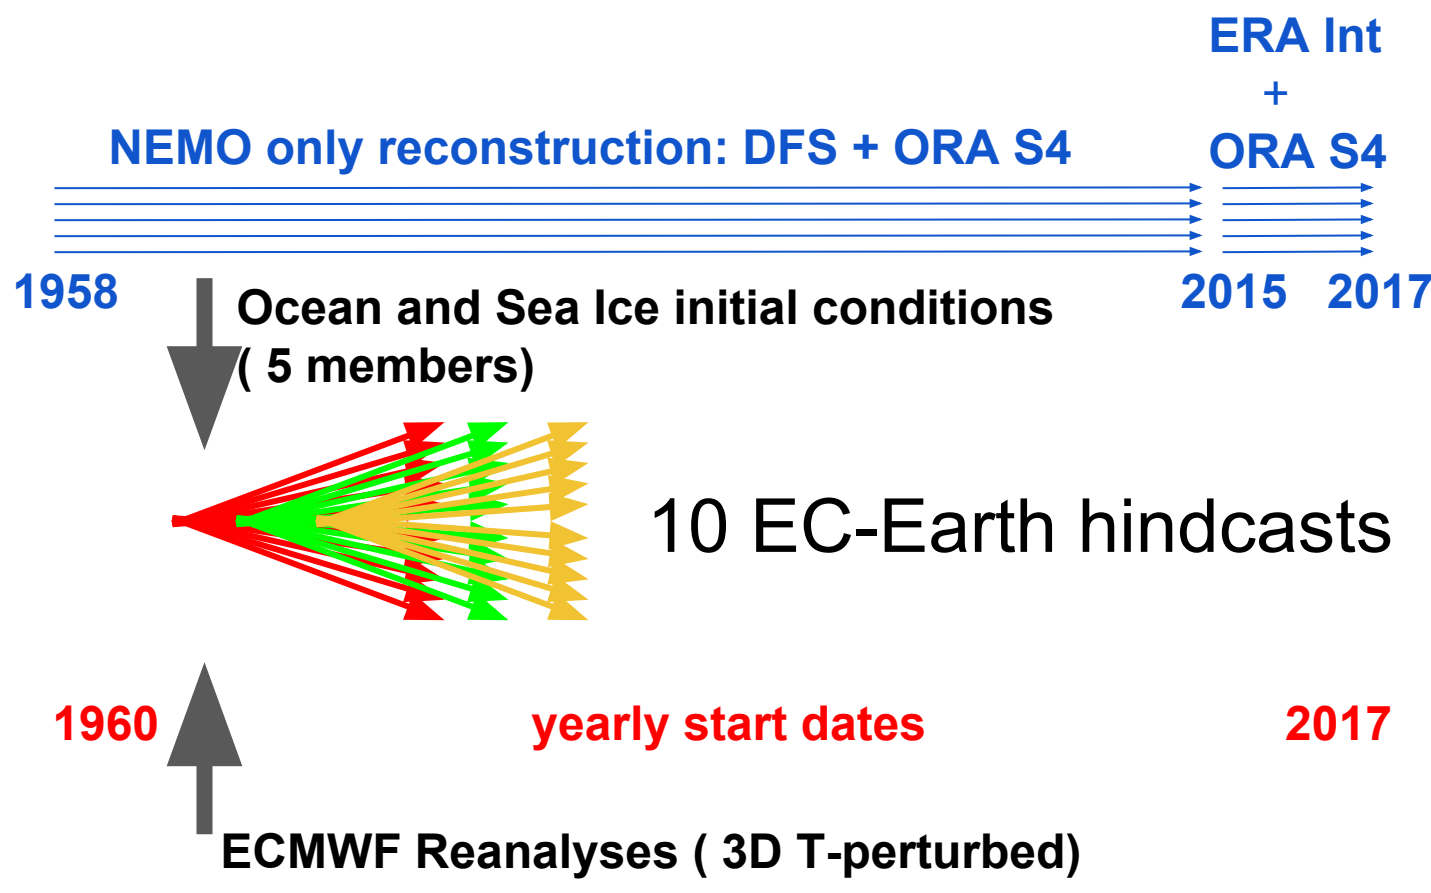 ERA Int
+
NEMO only reconstruction: DFS + ORA S4
ORA S4
1958
2015
2017
Ocean and Sea Ice initial conditions
( 5 members)
10 EC-Earth hindcasts
1960
yearly start dates
2017
ECMWF Reanalyses ( 3D T-perturbed)